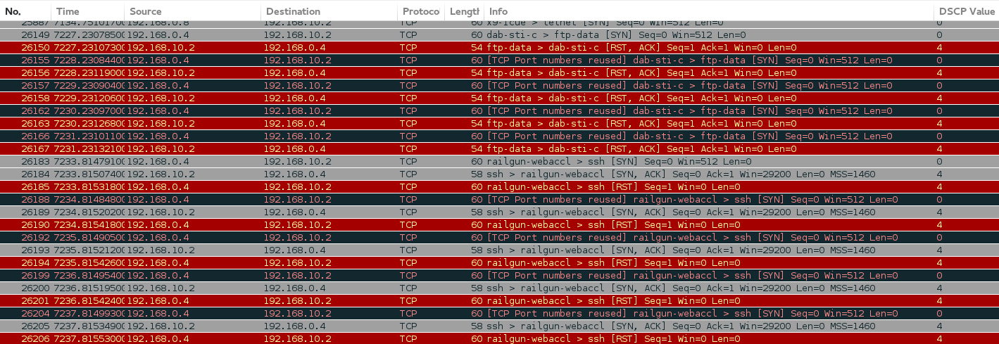 No. Time Source Destination Protoco Length Info DSCP Value
25887 7134.75101700 192.168.0.8 192.168.10.2 TCP 60 x9-icue > telnet [SYN] Seq=0 Win=512 Len=0 0
26149 7227.23078500 192.168.0.4 192.168.10.2 TCP 60 dab-sti-c > ftp-data [SYN] Seq=0 Win=512 Len=0 0
26150 7227.23107300 192.168.10.2 192.168.0.4 TCP 54 ftp-data > dab-sti-c [RST, ACK] Seq=1 Ack=1 Win=0 Len=0 4
26155 7228.23084400 192.168.0.4 192.168.10.2 TCP 60 [TCP Port numbers reused] dab-sti-c > ftp-data [SYN] Seq=0 Win=512 Len=0 0
26156 7228.23119000 192.168.10.2 192.168.0.4 TCP 54 ftp-data > dab-sti-c [RST, ACK] Seq=1 Ack=1 Win=0 Len=0 4
26157 7229.23090400 192.168.0.4 192.168.10.2 TCP 60 [TCP Port numbers reused] dab-sti-c > ftp-data [SYN] Seq=0 Win=512 Len=0 0
26158 7229.23120600 192.168.10.2 192.168.0.4 TCP 54 ftp-data > dab-sti-c [RST, ACK] Seq=1 Ack=1 Win=0 Len=0 4
26162 7230.23097000 192.168.0.4 192.168.10.2 TCP 60 [TCP Port numbers reused] dab-sti-c > ftp-data [SYN] Seq=0 Win=512 Len=0 0
26163 7230.23126800 192.168.10.2 192.168.0.4 TCP 54 ftp-data > dab-sti-c [RST, ACK] Seq=1 Ack=1 Win=0 Len=0 4
26166 7231.23101100 192.168.0.4 192.168.10.2 TCP 60 [TCP Port numbers reused] dab-sti-c > ftp-data [SYN] Seq=0 Win=512 Len=0 0
26167 7231.23132100 192.168.10.2 192.168.0.4 TCP 54 ftp-data > dab-sti-c [RST, ACK] Seq=1 Ack=1 Win=0 Len=0 4
26183 7233.81479100 192.168.0.4 192.168.10.2 TCP 60 railgun-webaccl > ssh [SYN] Seq=0 Win=512 Len=0 0
26184 7233.81507400 192.168.10.2 192.168.0.4 TCP 58 ssh > railgun-webaccl [SYN, ACK] Seq=0 Ack=1 Win=29200 Len=0 MSS=1460 4
26185 7233.81531800 192.168.0.4 192.168.10.2 TCP 60 railgun-webaccl > ssh [RST] Seq=1 Win=0 Len=0 4
26188 7234.81484800 192.168.0.4 192.168.10.2 TCP 60 [TCP Port numbers reused] railgun-webaccl > ssh [SYN] Seq=0 Win=512 Len=0 0
26189 7234.81520200 192.168.10.2 192.168.0.4 TCP 58 ssh > railgun-webaccl [SYN, ACK] Seq=0 Ack=1 Win=29200 Len=0 MSS=1460 4
26190 7234.81541800 192.168.0.4 192.168.10.2 TCP 60 railgun-webaccl > ssh [RST] Seq=1 Win=0 Len=0 4
26192 7235.81490500 192.168.0.4 192.168.10.2 TCP 60 [TCP Port numbers reused] railgun-webaccl > ssh [SYN] Seq=0 Win=512 Len=0 0
26193 7235.81521200 192.168.10.2 192.168.0.4 TCP 58 ssh > railgun-webaccl [SYN, ACK] Seq=0 Ack=1 Win=29200 Len=0 MSS=1460 4
26194 7235.81542600 192.168.0.4 192.168.10.2 TCP 60 railgun-webaccl > ssh [RST] Seq=1 Win=0 Len=0 4
26199 7236.81495400 192.168.0.4 192.168.10.2 TCP 60 [TCP Port numbers reused] railgun-webaccl > ssh [SYN] Seq=0 Win=512 Len=0 0
26200 7236.81519500 192.168.10.2 192.168.0.4 TCP 58 ssh > railgun-webaccl [SYN, ACK] Seq=0 Ack=1 Win=29200 Len=0 MSS=1460 4
26201 7236.81542400 192.168.0.4 192.168.10.2 TCP 60 railgun-webaccl > ssh [RST] Seq=1 Win=0 Len=0 4
26204 7237.81499300 192.168.0.4 192.168.10.2 TCP 60 [TCP Port numbers reused] railgun-webaccl > ssh [SYN] Seq=0 Win=512 Len=0 0
26205 7237.81534900 192.168.10.2 192.168.0.4 TCP 58 ssh > railgun-webaccl [SYN, ACK] Seq=0 Ack=1 Win=29200 Len=0 MSS=1460 4
26206 7237.81553000 192.168.0.4 192.168.10.2 TCP 60 railgun-webaccl > ssh [RST] Seq=1 Win=0 Len=0 4